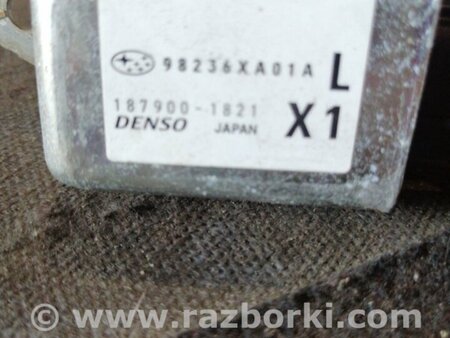 98236XA01A L
187900-1821
DENSO JAPAN X1
www.razborki.com